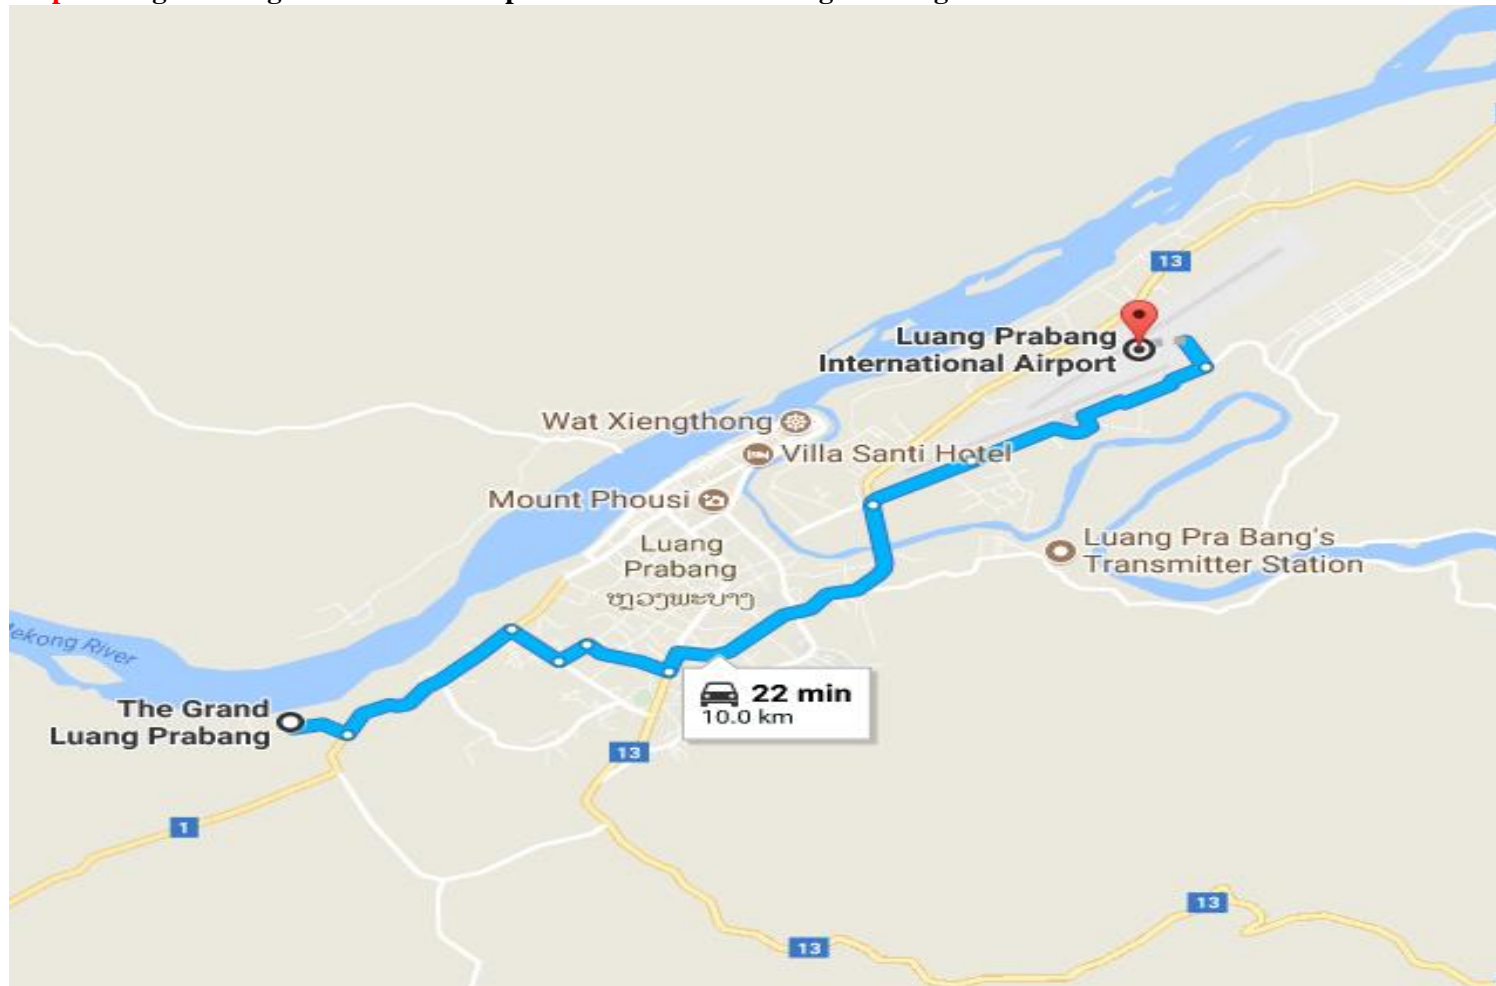 13
Luang Prabang
International Airport
Wat Xiengthong
Villa Santi Hotel
Mount Phousi
Luang
Prabang
ຫຼວງພະບາງ
Luang Pra Bang's
Transmitter Station
River
The Grand
Luang Prabang
22 min
10.0 km
13
1
13
13